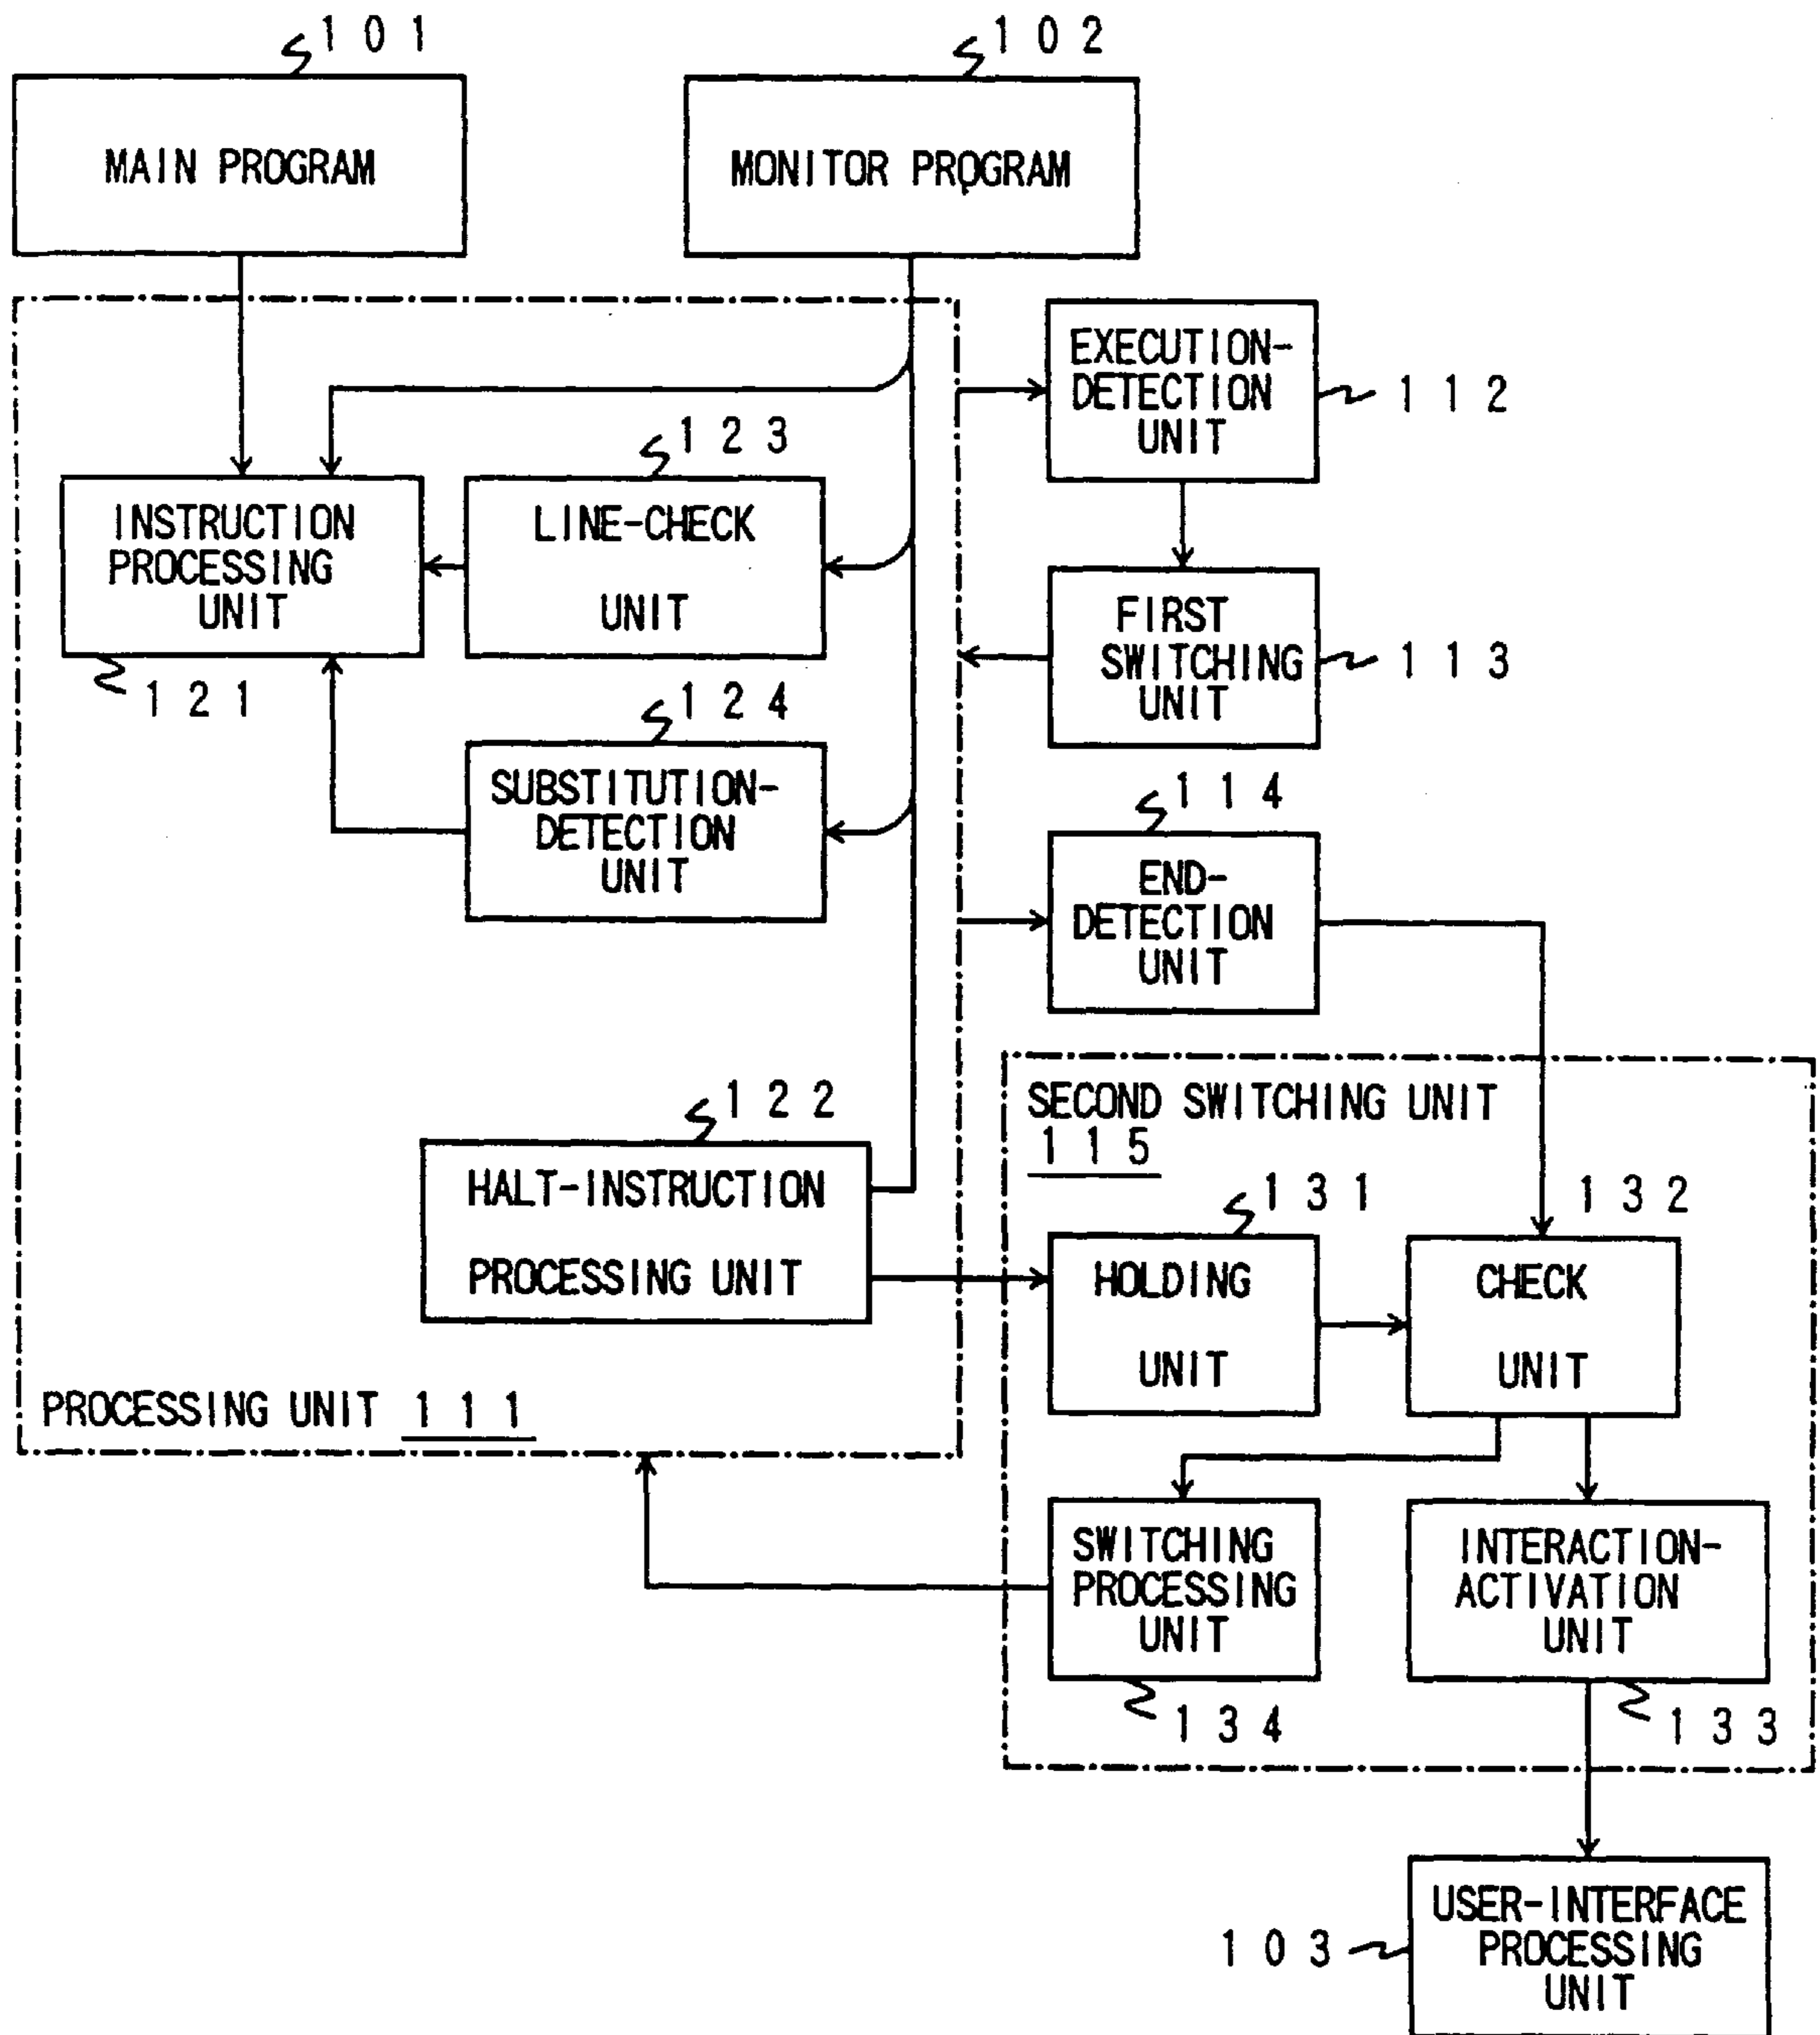 101
102
MAIN PROGRAM
MONITOR PROGRAM
EXECUTION-
DETECTION
UNIT
112
123
INSTRUCTION
PROCESSING
UNIT
121
LINE-CHECK
UNIT
FIRST
SWITCHING
UNIT
113
124
SUBSTITUTION-
DETECTION
UNIT
114
END-
DETECTION
UNIT
122
HALT-INSTRUCTION
PROCESSING UNIT
PROCESSING UNIT 111
SECOND SWITCHING UNIT
115
131
HOLDING
UNIT
132
CHECK
UNIT
SWITCHING
PROCESSING
UNIT
134
INTERACTION-
ACTIVATION
UNIT
133
103
USER-INTERFACE
PROCESSING
UNIT